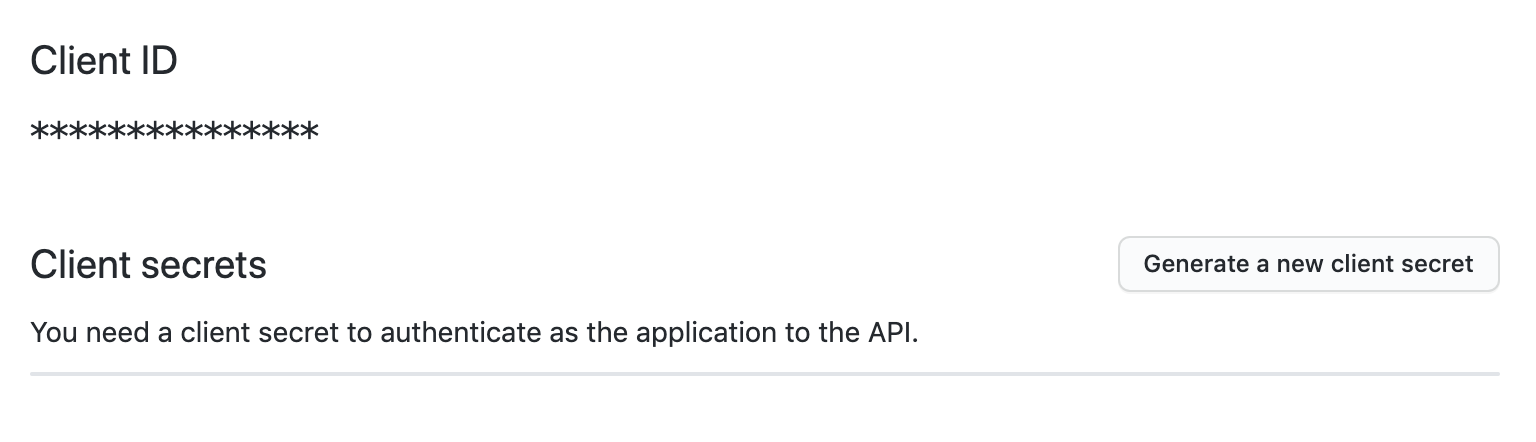 Client ID
***************
Client secrets
Generate a new client secret
You need a client secret to authenticate as the application to the API.